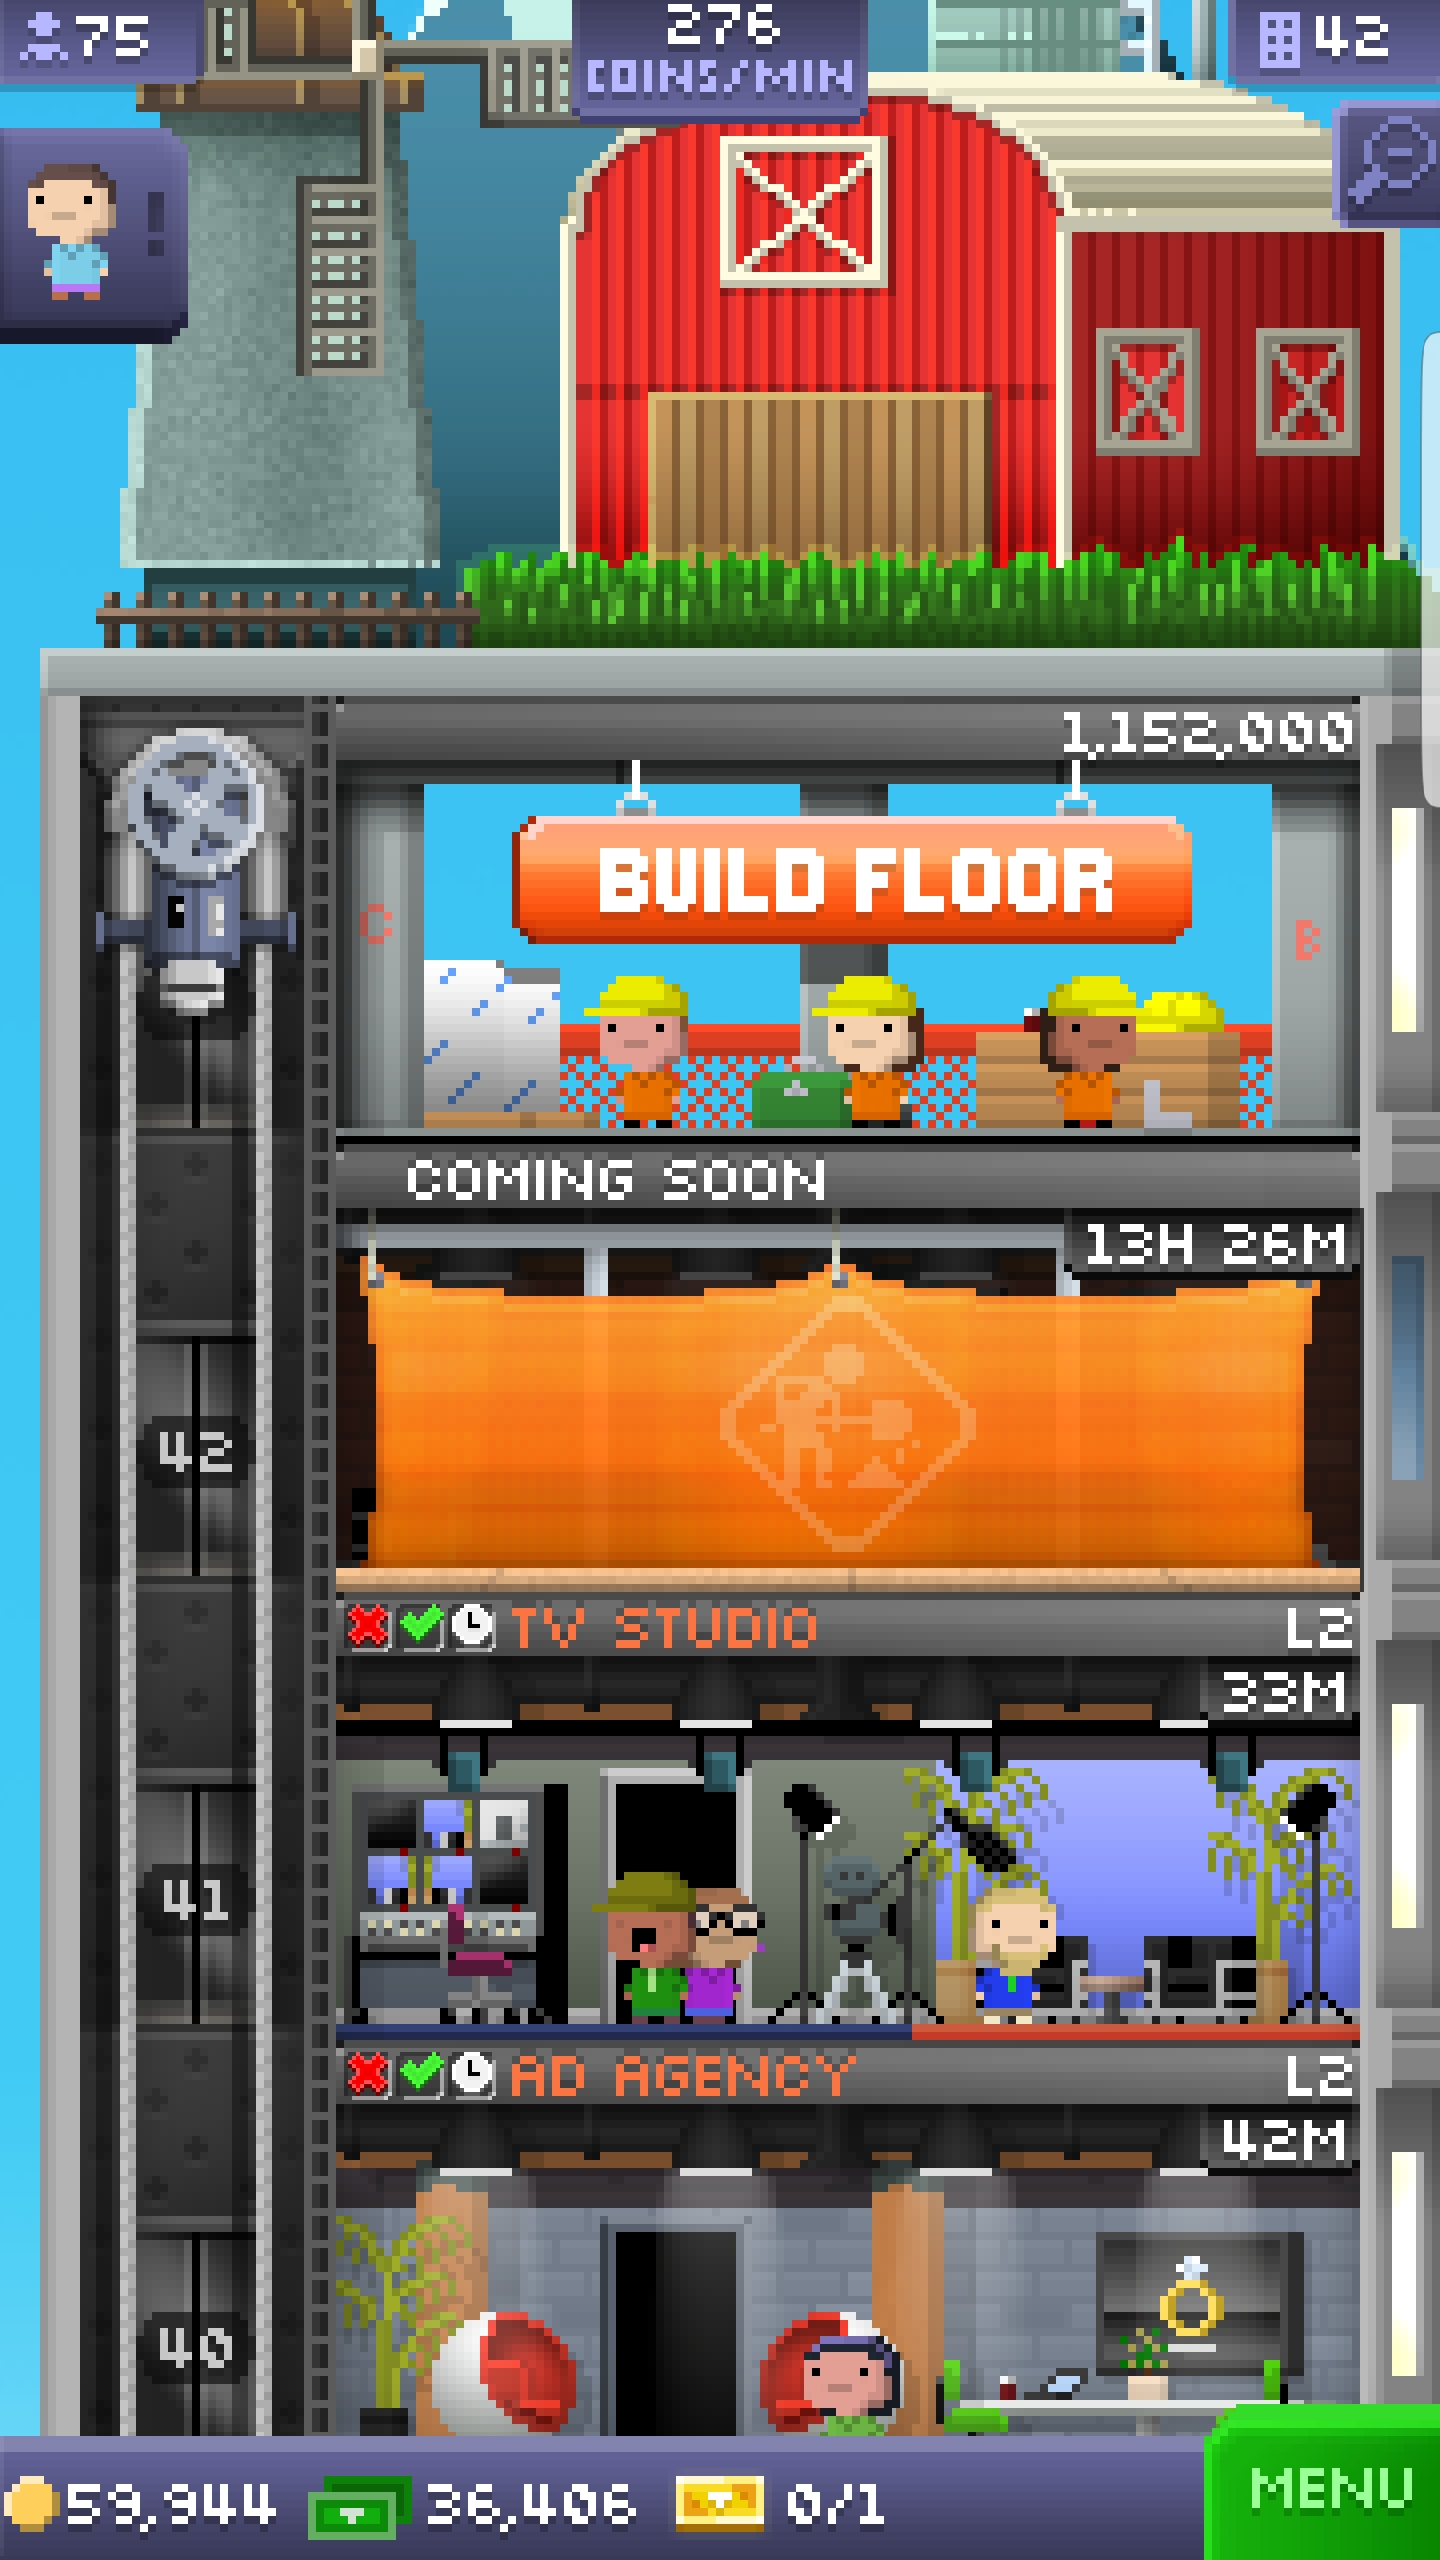 75
276
COINS/MIN
42
!
1,152,000
BUILD FLOOR
C
B
COMING SOON
13H 26M
42
TV STUDIO L2
33M
41
AD AGENCY L2
42M
40
59,944 36,406 0/1
MENU